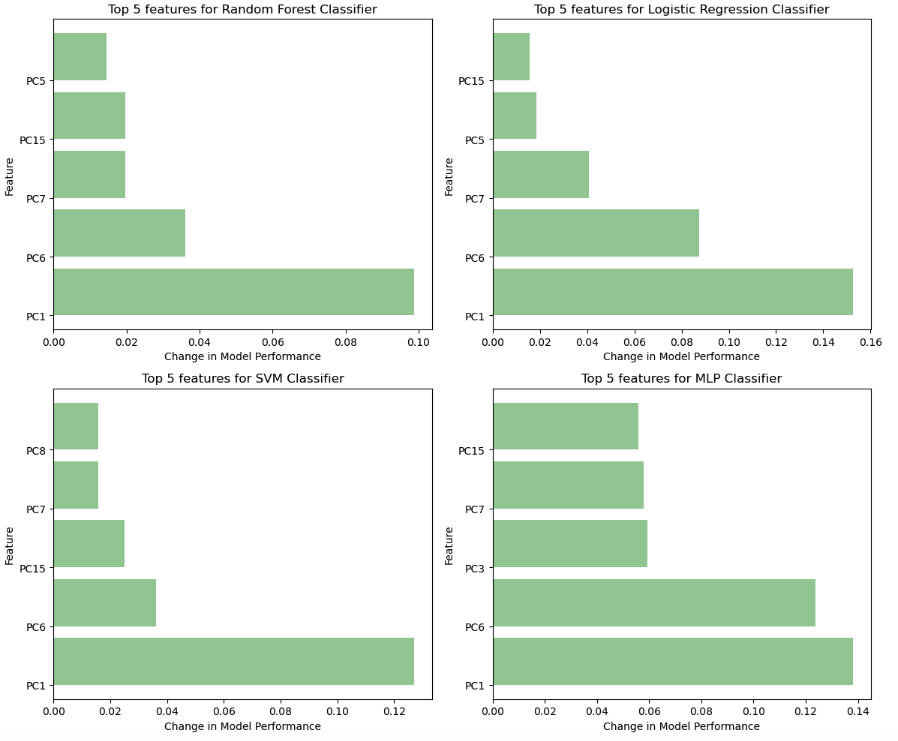 Top 5 features for Random Forest Classifier
Feature
PC5
PC15
PC7
PC6
PC1
0.00 0.02 0.04 0.06 0.08 0.10
Change in Model Performance
Top 5 features for Logistic Regression Classifier
Feature
PC15
PC5
PC7
PC6
PC1
0.00 0.02 0.04 0.06 0.08 0.10 0.12 0.14 0.16
Change in Model Performance
Top 5 features for SVM Classifier
Feature
PC8
PC7
PC15
PC6
PC1
0.00 0.02 0.04 0.06 0.08 0.10 0.12
Change in Model Performance
Top 5 features for MLP Classifier
Feature
PC15
PC7
PC3
PC6
PC1
0.00 0.02 0.04 0.06 0.08 0.10 0.12 0.14
Change in Model Performance